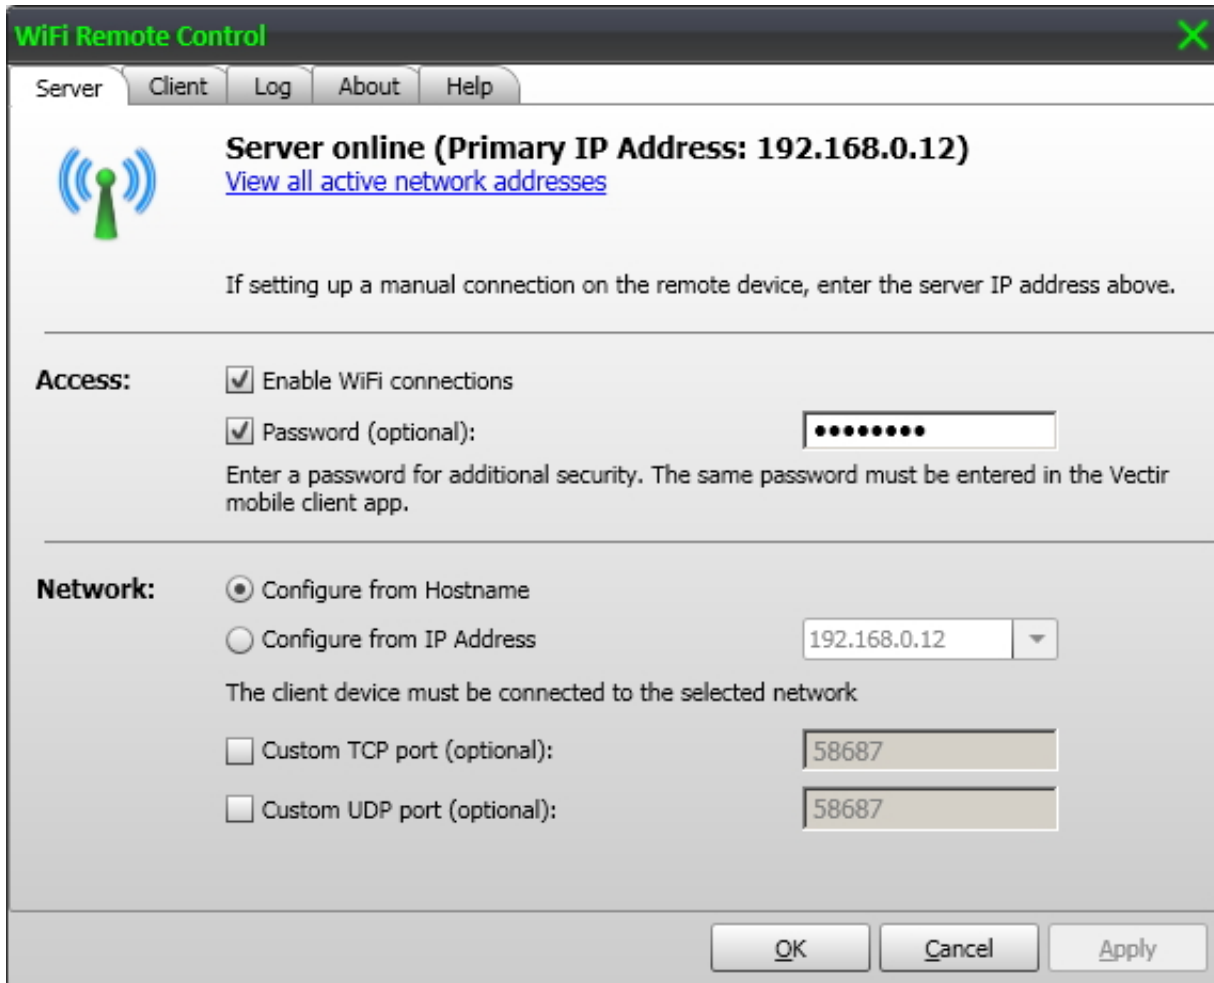 WiFi Remote Control
Server
Client
Log
About
Help
Server online (Primary IP Address: 192.168.0.12)
View all active network addresses
If setting up a manual connection on the remote device, enter the server IP address above.
Access:
Enable WiFi connections
Password (optional):
••••••••
Enter a password for additional security. The same password must be entered in the Vectir
mobile client app.
Network:
Configure from Hostname
Configure from IP Address
192.168.0.12
The client device must be connected to the selected network
Custom TCP port (optional):
58687
Custom UDP port (optional):
58687
OK
Cancel
Apply